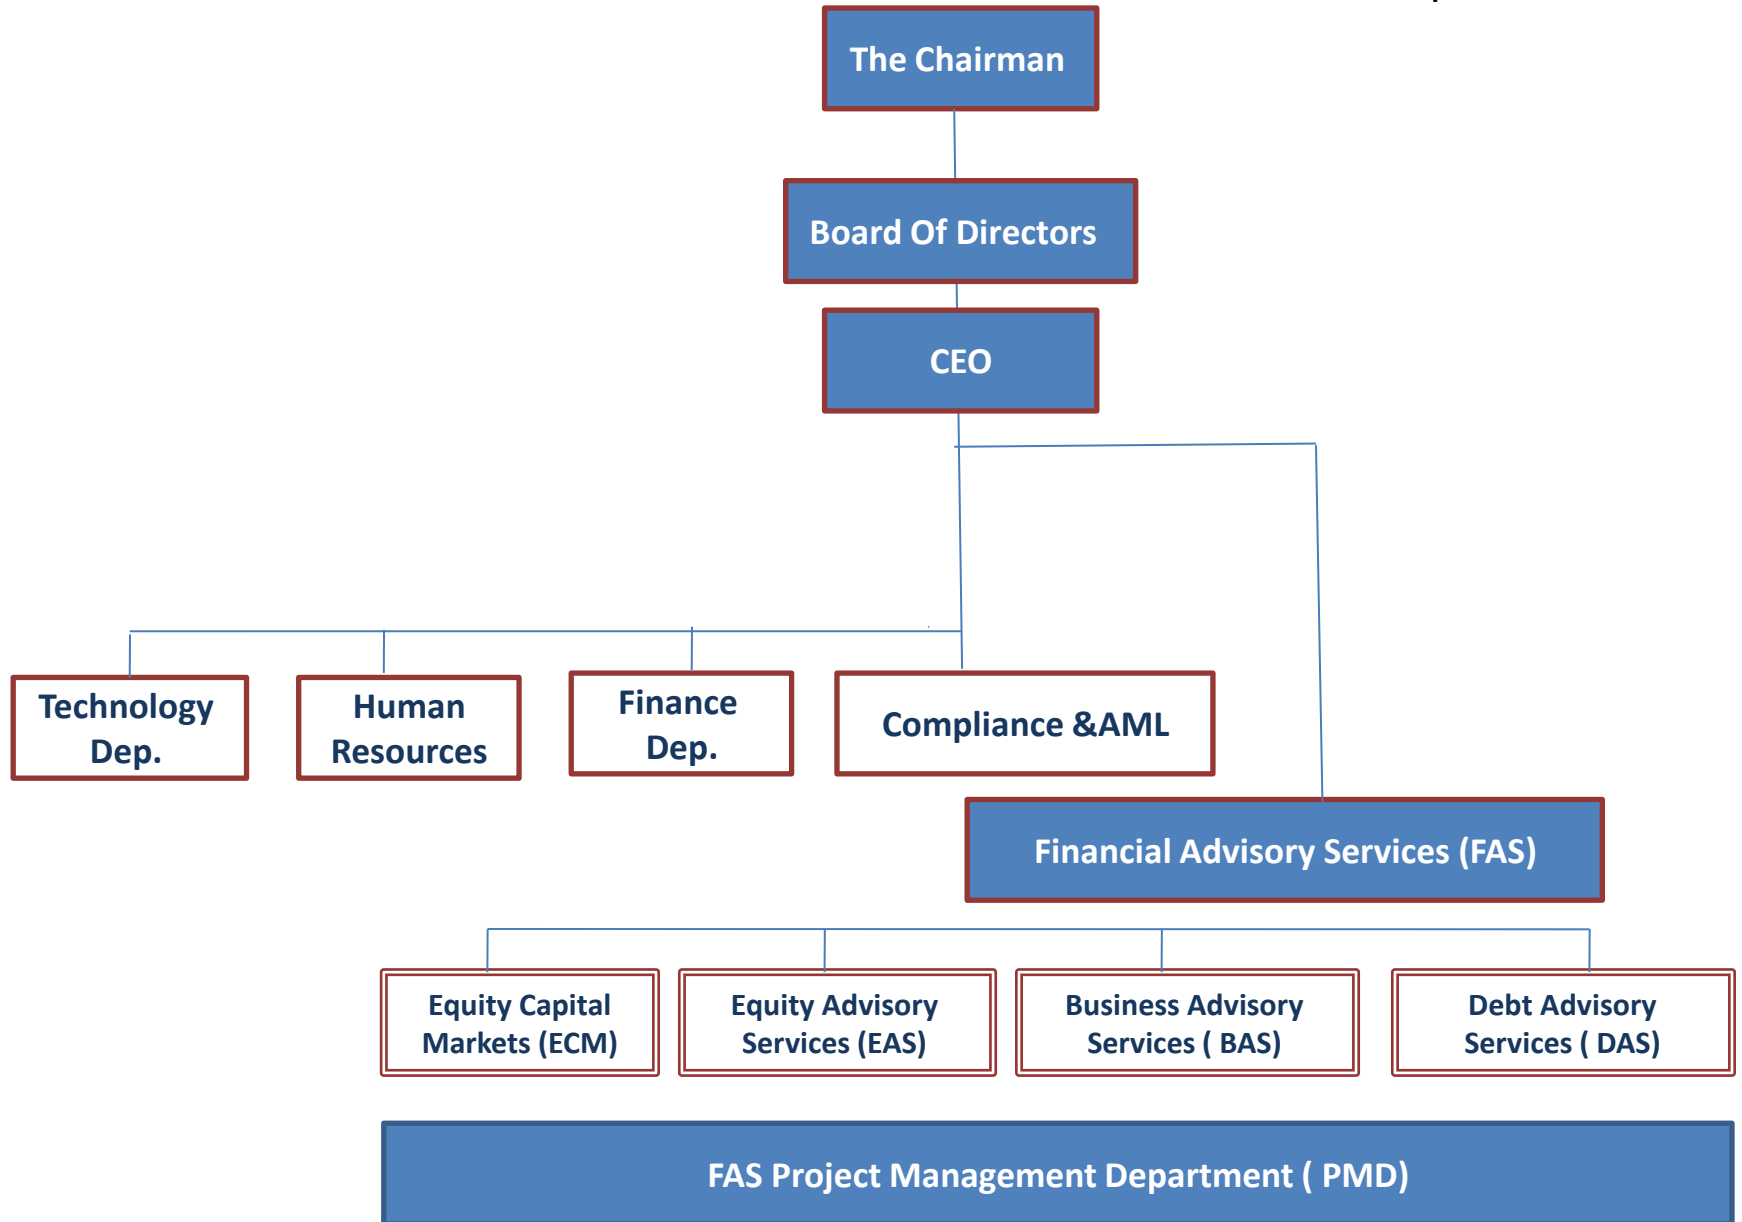 The Chairman
Board Of Directors
CEO
Technology
Dep.
Human
Resources
Finance
Dep.
Compliance &AML
Financial Advisory Services (FAS)
Equity Capital
Markets (ECM)
Equity Advisory
Services (EAS)
Business Advisory
Services ( BAS)
Debt Advisory
Services ( DAS)
FAS Project Management Department ( PMD)